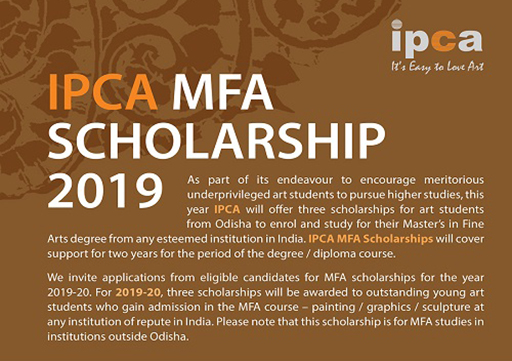 ipca
It's Easy to Love Art
IPCA MFA
SCHOLARSHIP
2019
As part of its endeavour to encourage meritorious
underprivileged art students to pursue higher studies, this
year IPCA will offer three scholarships for art students
from Odisha to enrol and study for their Master's in Fine
Arts degree from any esteemed institution in India. IPCA MFA Scholarships will cover
support for two years for the period of the degree / diploma course.
We invite applications from eligible candidates for MFA scholarships for the year
2019-20. For 2019-20, three scholarships will be awarded to outstanding young art
students who gain admission in the MFA course – painting / graphics / sculpture at
any institution of repute in India. Please note that this scholarship is for MFA studies in
institutions outside Odisha.